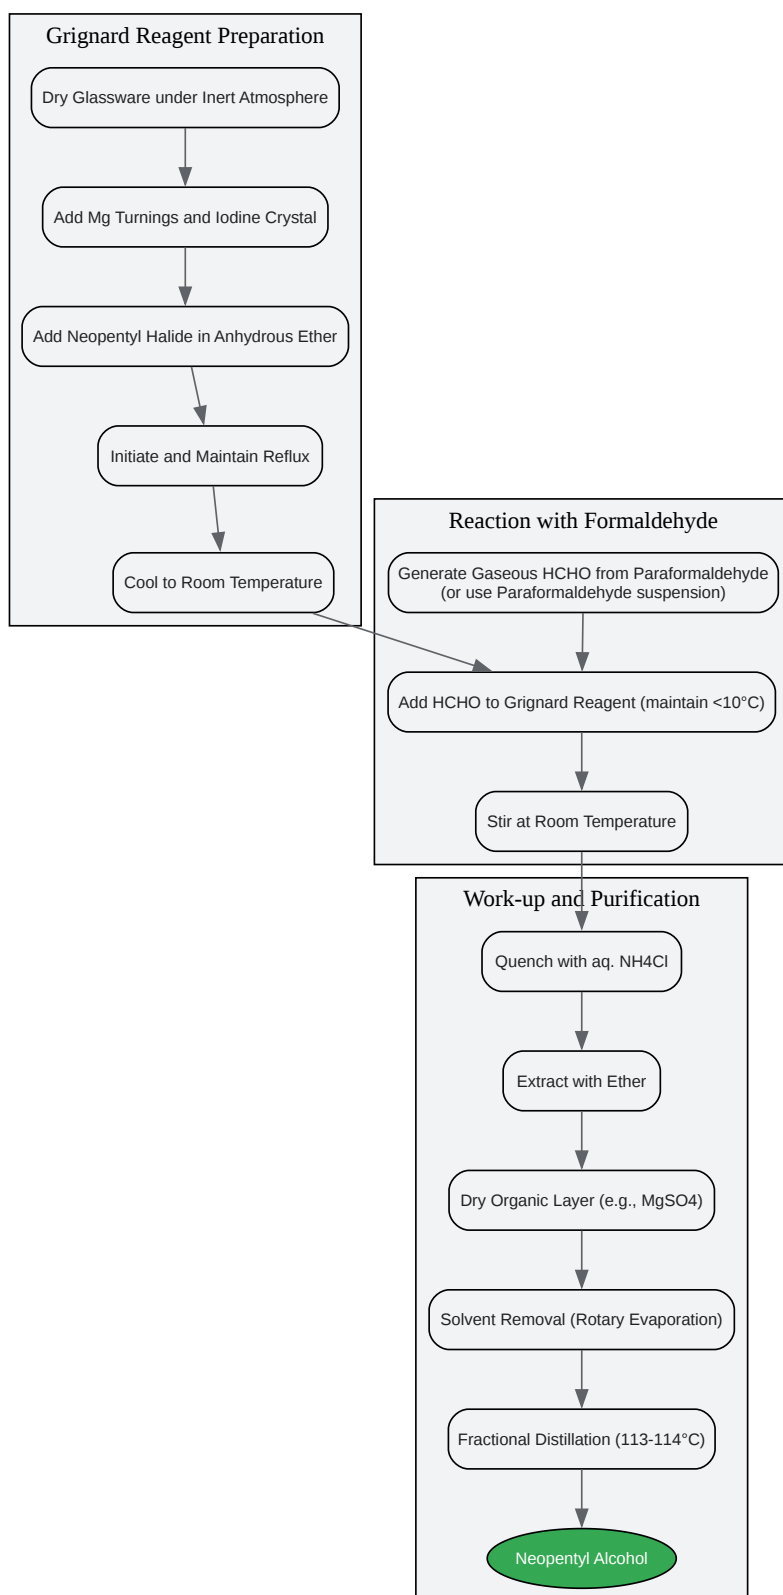 Grignard Reagent Preparation
Dry Glassware under Inert Atmosphere
Add Mg Turnings and Iodine Crystal
Add Neopentyl Halide in Anhydrous Ether
Initiate and Maintain Reflux
Cool to Room Temperature
Reaction with Formaldehyde
Generate Gaseous HCHO from Paraformaldehyde
(or use Paraformaldehyde suspension)
Add HCHO to Grignard Reagent (maintain <10°C)
Stir at Room Temperature
Work-up and Purification
Quench with aq. NH4Cl
Extract with Ether
Dry Organic Layer (e.g., MgSO4)
Solvent Removal (Rotary Evaporation)
Fractional Distillation (113-114°C)
Neopentyl Alcohol